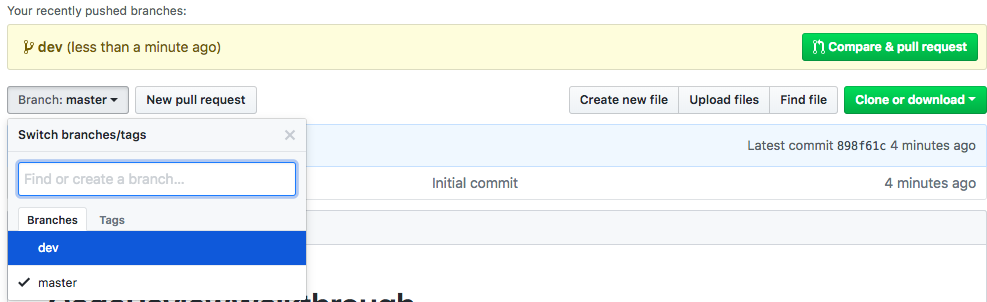 Your recently pushed branches:
dev (less than a minute ago)
Compare & pull request
Branch: master
New pull request
Create new file
Upload files
Find file
Clone or download
Switch branches/tags
Find or create a branch...
Branches
Tags
dev
master
Latest commit 898f61c 4 minutes ago
Initial commit
4 minutes ago